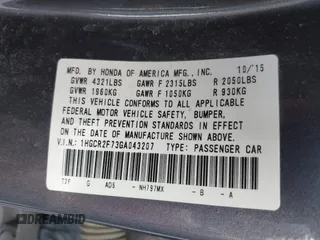 MFD. BY HONDA OF AMERICA MFG., INC. 10/15
GVWR 4321LBS GAWR F 2315LBS R 2050LBS
GVWR 1960KG GAWR F 1050KG R 930KG
THIS VEHICLE CONFORMS TO ALL APPLICABLE
FEDERAL MOTOR VEHICLE SAFETY, BUMPER,
AND THEFT PREVENTION STANDARDS IN EFFECT
ON THE DATE OF MANUFACTURE SHOWN ABOVE.
V.I.N.: 1HGCR2F73GA043207 TYPE: PASSENGER CAR
G AD5 - NH797MX - B - A
DREAMBID